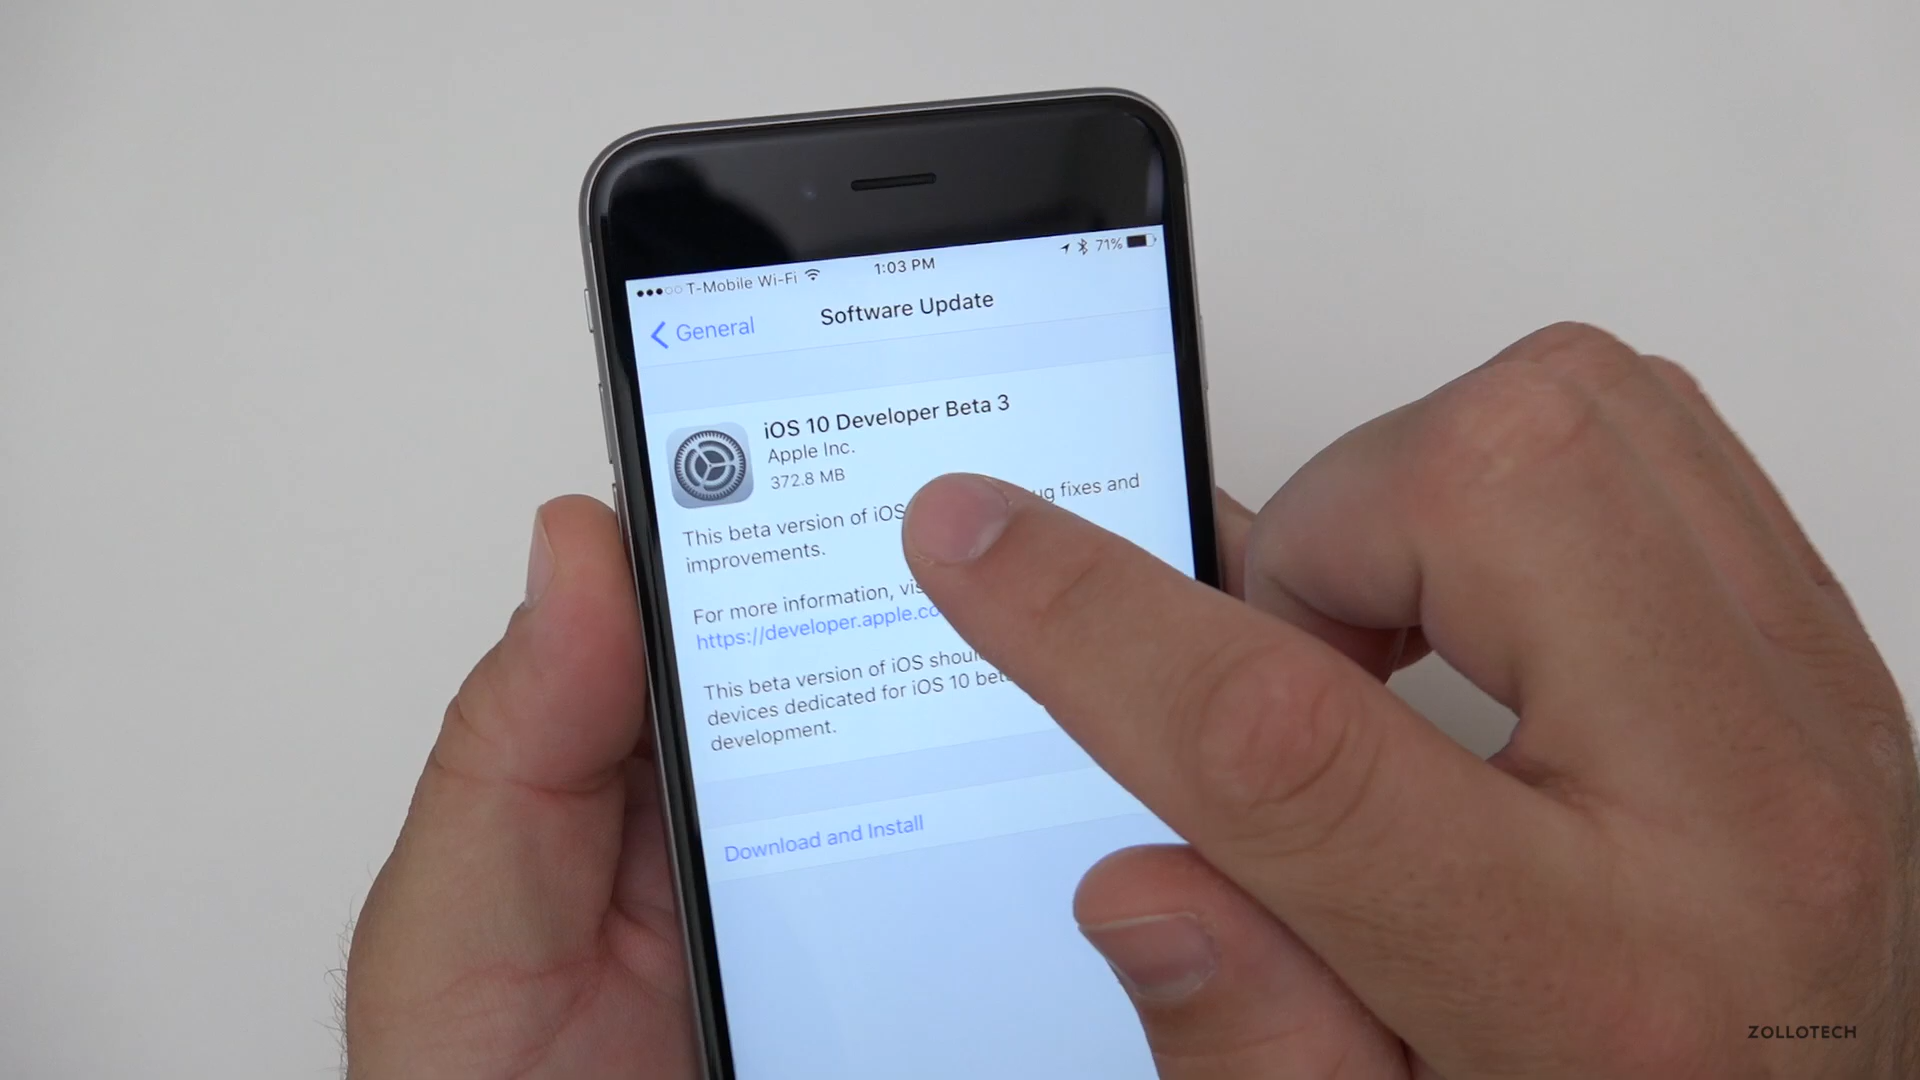 T-Mobile Wi-Fi 1:03 PM 71%
General Software Update
iOS 10 Developer Beta 3
Apple Inc.
372.8 MB
This beta version of iOS fixes and
improvements.
For more information,
https://developer.apple.co
This beta version of iOS
devices dedicated for iOS 10
development.
Download and Install
ZOLLOTECH